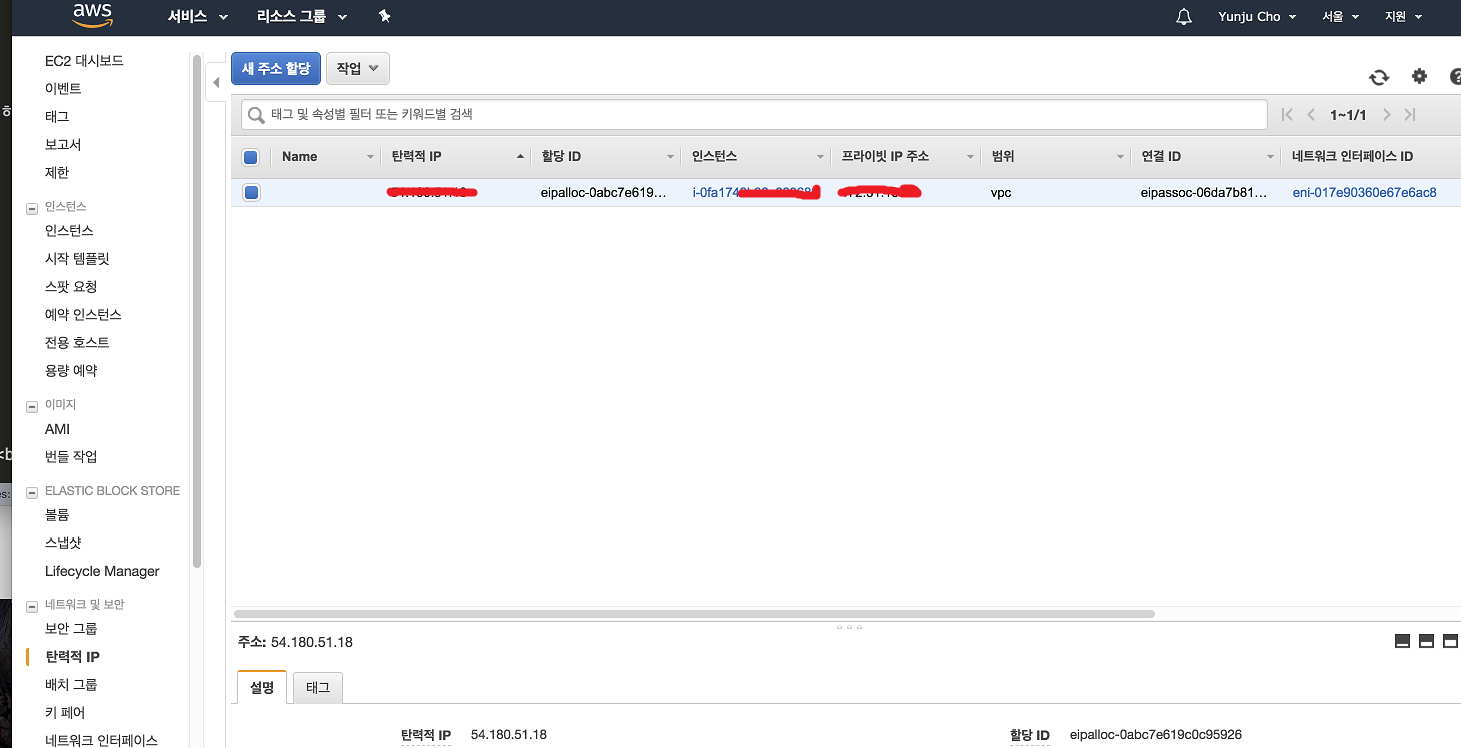 aws 서비스 리소스 그룹 Yunju Cho 서울 지원
EC2 대시보드
이벤트
태그
보고서
제한
인스턴스
인스턴스
시작 템플릿
스팟 요청
예약 인스턴스
전용 호스트
용량 예약
이미지
AMI
번들 작업
ELASTIC BLOCK STORE
볼륨
스냅샷
Lifecycle Manager
네트워크 및 보안
보안 그룹
탄력적 IP
배치 그룹
키 페어
네트워크 인터페이스
새 주소 할당 작업
태그 및 속성별 필터 또는 키워드별 검색 1~1/1
Name 탄력적 IP 할당 ID 인스턴스 프라이빗 IP 주소 범위 연결 ID 네트워크 인터페이스 ID
eipalloc-0abc7e619... vpc eipassoc-06da7b81... eni-017e90360e67e6ac8
주소: 54.180.51.18
설명 태그
탄력적 IP 54.180.51.18 할당 ID eipalloc-0abc7e619c0c95926